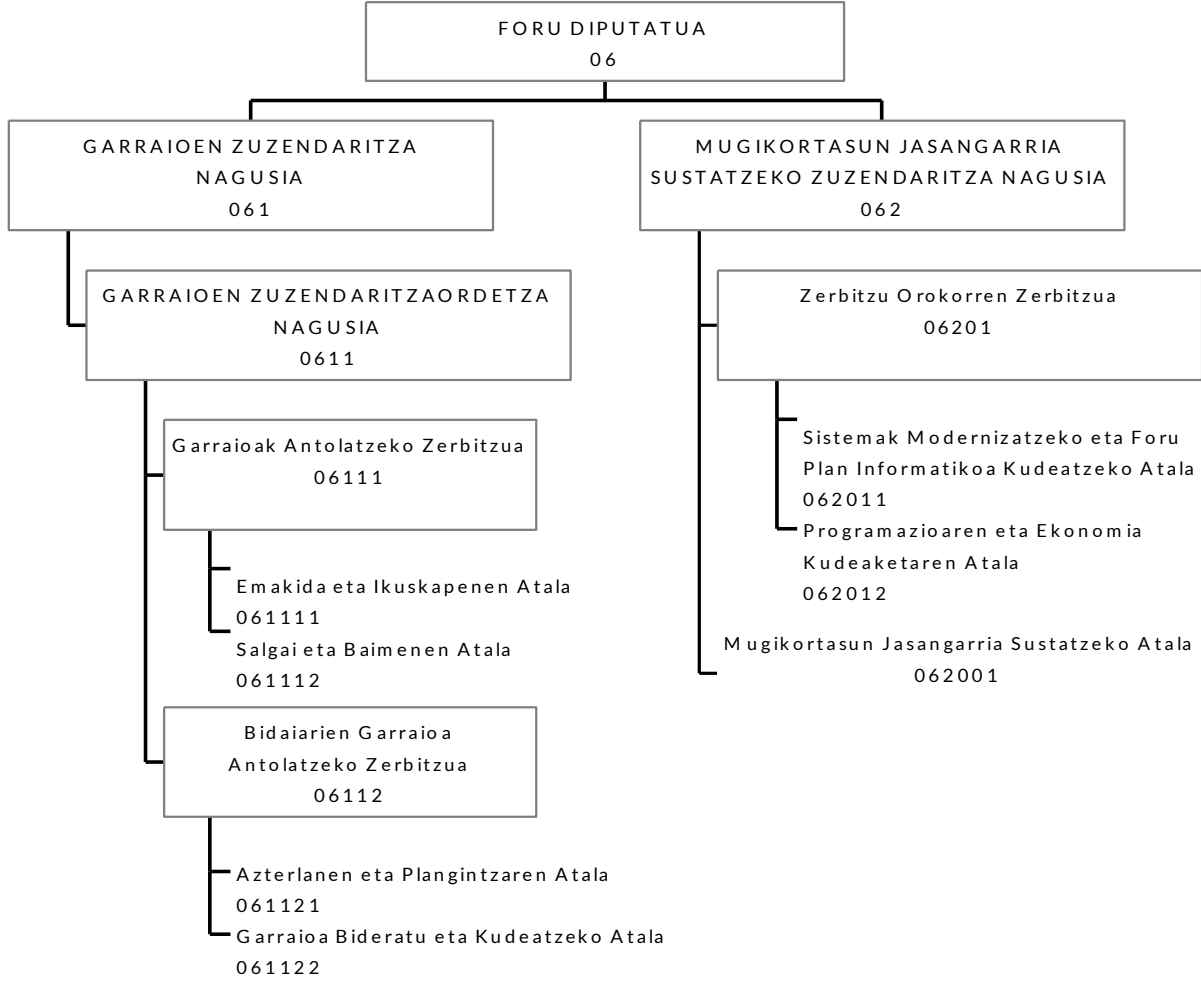 FORU DIPUTATUA
06
GARRAIOEN ZUZENDARITZA
NAGUSIA
061
GARRAIOEN ZUZENDARITZAORDETZA
NAGUSIA
0611
Garraioak Antolatzeko Zerbitzua
06111
Emakida eta Ikuskapenen Atala
061111
Salgai eta Baimenen Atala
061112
Bidaiarien Garraioa
Antolatzeko Zerbitzua
06112
Azterlanen eta Plangintzaren Atala
061121
Garraioa Bideratu eta Kudeatzeko Atala
061122
MUGIKORTASUN JASANGARRIA
SUSTATZEKO ZUZENDARITZA NAGUSIA
062
Zerbitzu Orokorren Zerbitzua
06201
Sistemak Modernizatzeko eta Foru
Plan Informatikoa Kudeatzeko Atala
062011
Programazioaren eta Ekonomia
Kudeaketaren Atala
062012
Mugikortasun Jasangarria Sustatzeko Atala
062001